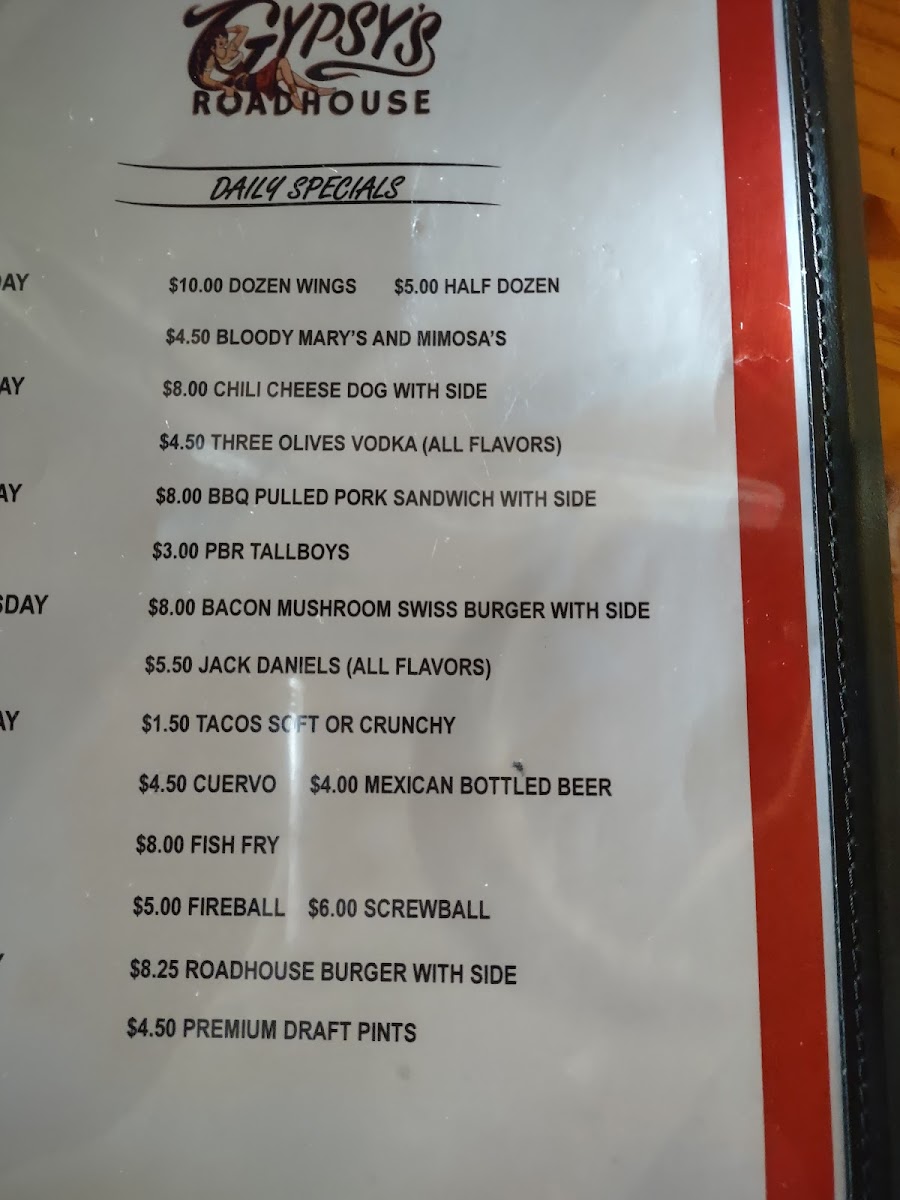 GYPSY'S
ROADHOUSE
DAILY SPECIALS
DAY $10.00 DOZEN WINGS $5.00 HALF DOZEN
$4.50 BLOODY MARY'S AND MIMOSA'S
AY $8.00 CHILI CHEESE DOG WITH SIDE
$4.50 THREE OLIVES VODKA (ALL FLAVORS)
AY $8.00 BBQ PULLED PORK SANDWICH WITH SIDE
$3.00 PBR TALLBOYS
SDAY $8.00 BACON MUSHROOM SWISS BURGER WITH SIDE
$5.50 JACK DANIELS (ALL FLAVORS)
AY $1.50 TACOS SOFT OR CRUNCHY
$4.50 CUERVO $4.00 MEXICAN BOTTLED BEER
$8.00 FISH FRY
$5.00 FIREBALL $6.00 SCREWBALL
Y $8.25 ROADHOUSE BURGER WITH SIDE
$4.50 PREMIUM DRAFT PINTS